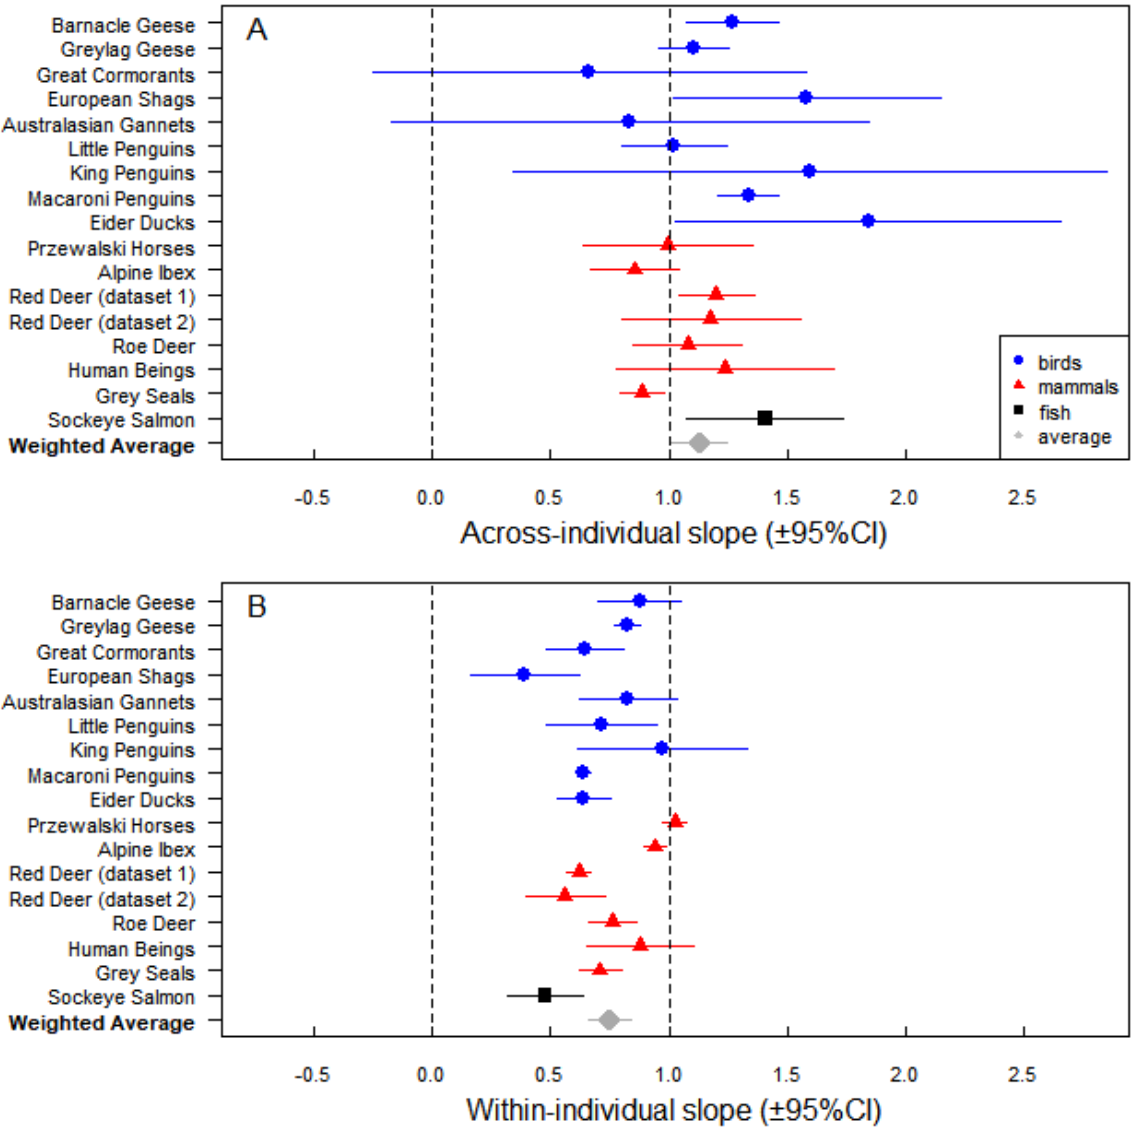 A
Barnacle Geese
Greylag Geese
Great Cormorants
European Shags
Australasian Gannets
Little Penguins
King Penguins
Macaroni Penguins
Eider Ducks
Przewalski Horses
Alpine Ibex
Red Deer (dataset 1)
Red Deer (dataset 2)
Roe Deer
Human Beings
Grey Seals
Sockeye Salmon
Weighted Average
birds
mammals
fish
average
-0.5 0.0 0.5 1.0 1.5 2.0 2.5
Across-individual slope (±95%CI)
B
Barnacle Geese
Greylag Geese
Great Cormorants
European Shags
Australasian Gannets
Little Penguins
King Penguins
Macaroni Penguins
Eider Ducks
Przewalski Horses
Alpine Ibex
Red Deer (dataset 1)
Red Deer (dataset 2)
Roe Deer
Human Beings
Grey Seals
Sockeye Salmon
Weighted Average
-0.5 0.0 0.5 1.0 1.5 2.0 2.5
Within-individual slope (±95%CI)